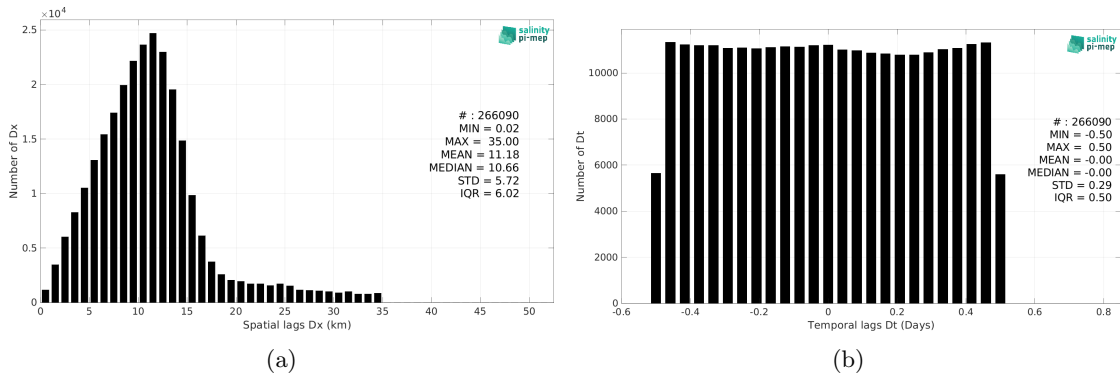 ×10⁴
2.5
2
1.5
1
0.5
0
Number of Dx
salinity
pi-mep
# : 266090
MIN = 0.02
MAX = 35.00
MEAN = 11.18
MEDIAN = 10.66
STD = 5.72
IQR = 6.02
0 5 10 15 20 25 30 35 40 45 50
Spatial lags Dx (km)
(a)
10000
8000
6000
4000
2000
0
Number of Dt
salinity
pi-mep
# : 266090
MIN = -0.50
MAX = 0.50
MEAN = -0.00
MEDIAN = -0.00
STD = 0.29
IQR = 0.50
-0.6 -0.4 -0.2 0 0.2 0.4 0.6 0.8
Temporal lags Dt (Days)
(b)